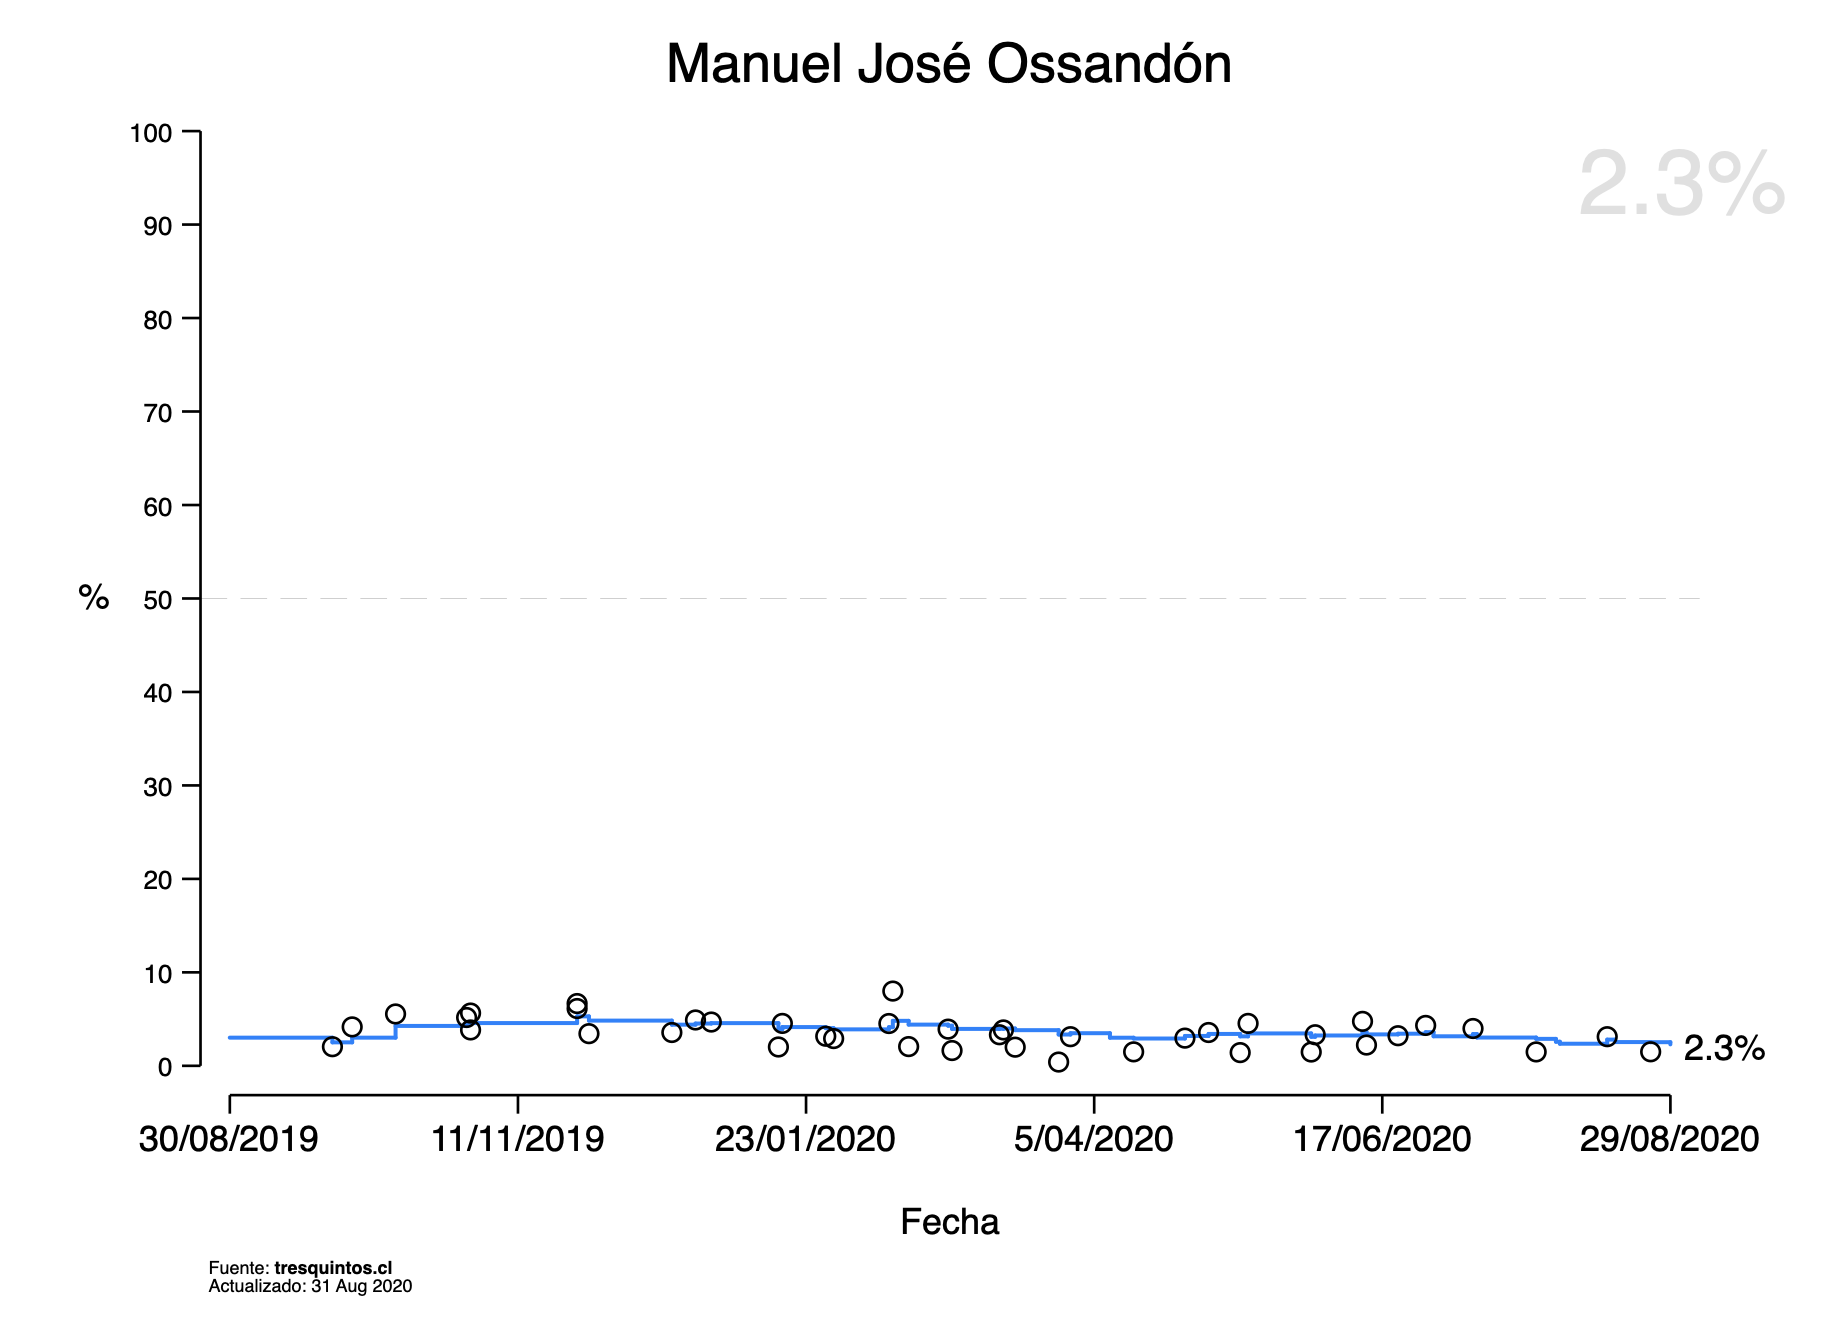 Manuel José Ossandón
2.3%
100
90
80
70
60
% 50
40
30
20
10
0
2.3%
30/08/2019 11/11/2019 23/01/2020 5/04/2020 17/06/2020 29/08/2020
Fecha
Fuente: tresquintos.cl
Actualizado: 31 Aug 2020